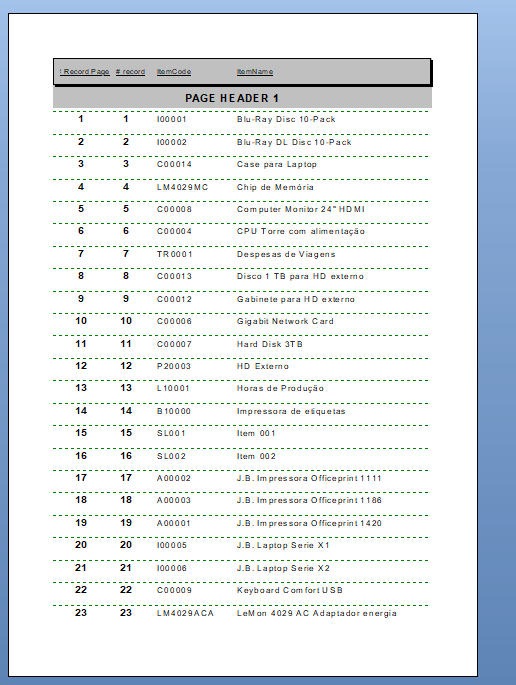 ! Record Page # record ItemCode ItemName
PAGE HEADER 1
1 1 I00001 Blu-Ray Disc 10-Pack
2 2 I00002 Blu-Ray DL Disc 10-Pack
3 3 C00014 Case para Laptop
4 4 LM4029MC Chip de Memória
5 5 C00008 Computer Monitor 24" HDMI
6 6 C00004 CPU Torre com alimentação
7 7 TR0001 Despesas de Viagens
8 8 C00013 Disco 1 TB para HD externo
9 9 C00012 Gabinete para HD externo
10 10 C00006 Gigabit Network Card
11 11 C00007 Hard Disk 3TB
12 12 P20003 HD Externo
13 13 L10001 Horas de Produção
14 14 B10000 Impressora de etiquetas
15 15 SL001 Item 001
16 16 SL002 Item 002
17 17 A00002 J.B. Impressora Officeprint 1111
18 18 A00003 J.B. Impressora Officeprint 1186
19 19 A00001 J.B. Impressora Officeprint 1420
20 20 I00005 J.B. Laptop Serie X1
21 21 I00006 J.B. Laptop Serie X2
22 22 C00009 Keyboard Comfort USB
23 23 LM4029ACA LeMon 4029 AC Adaptador energia